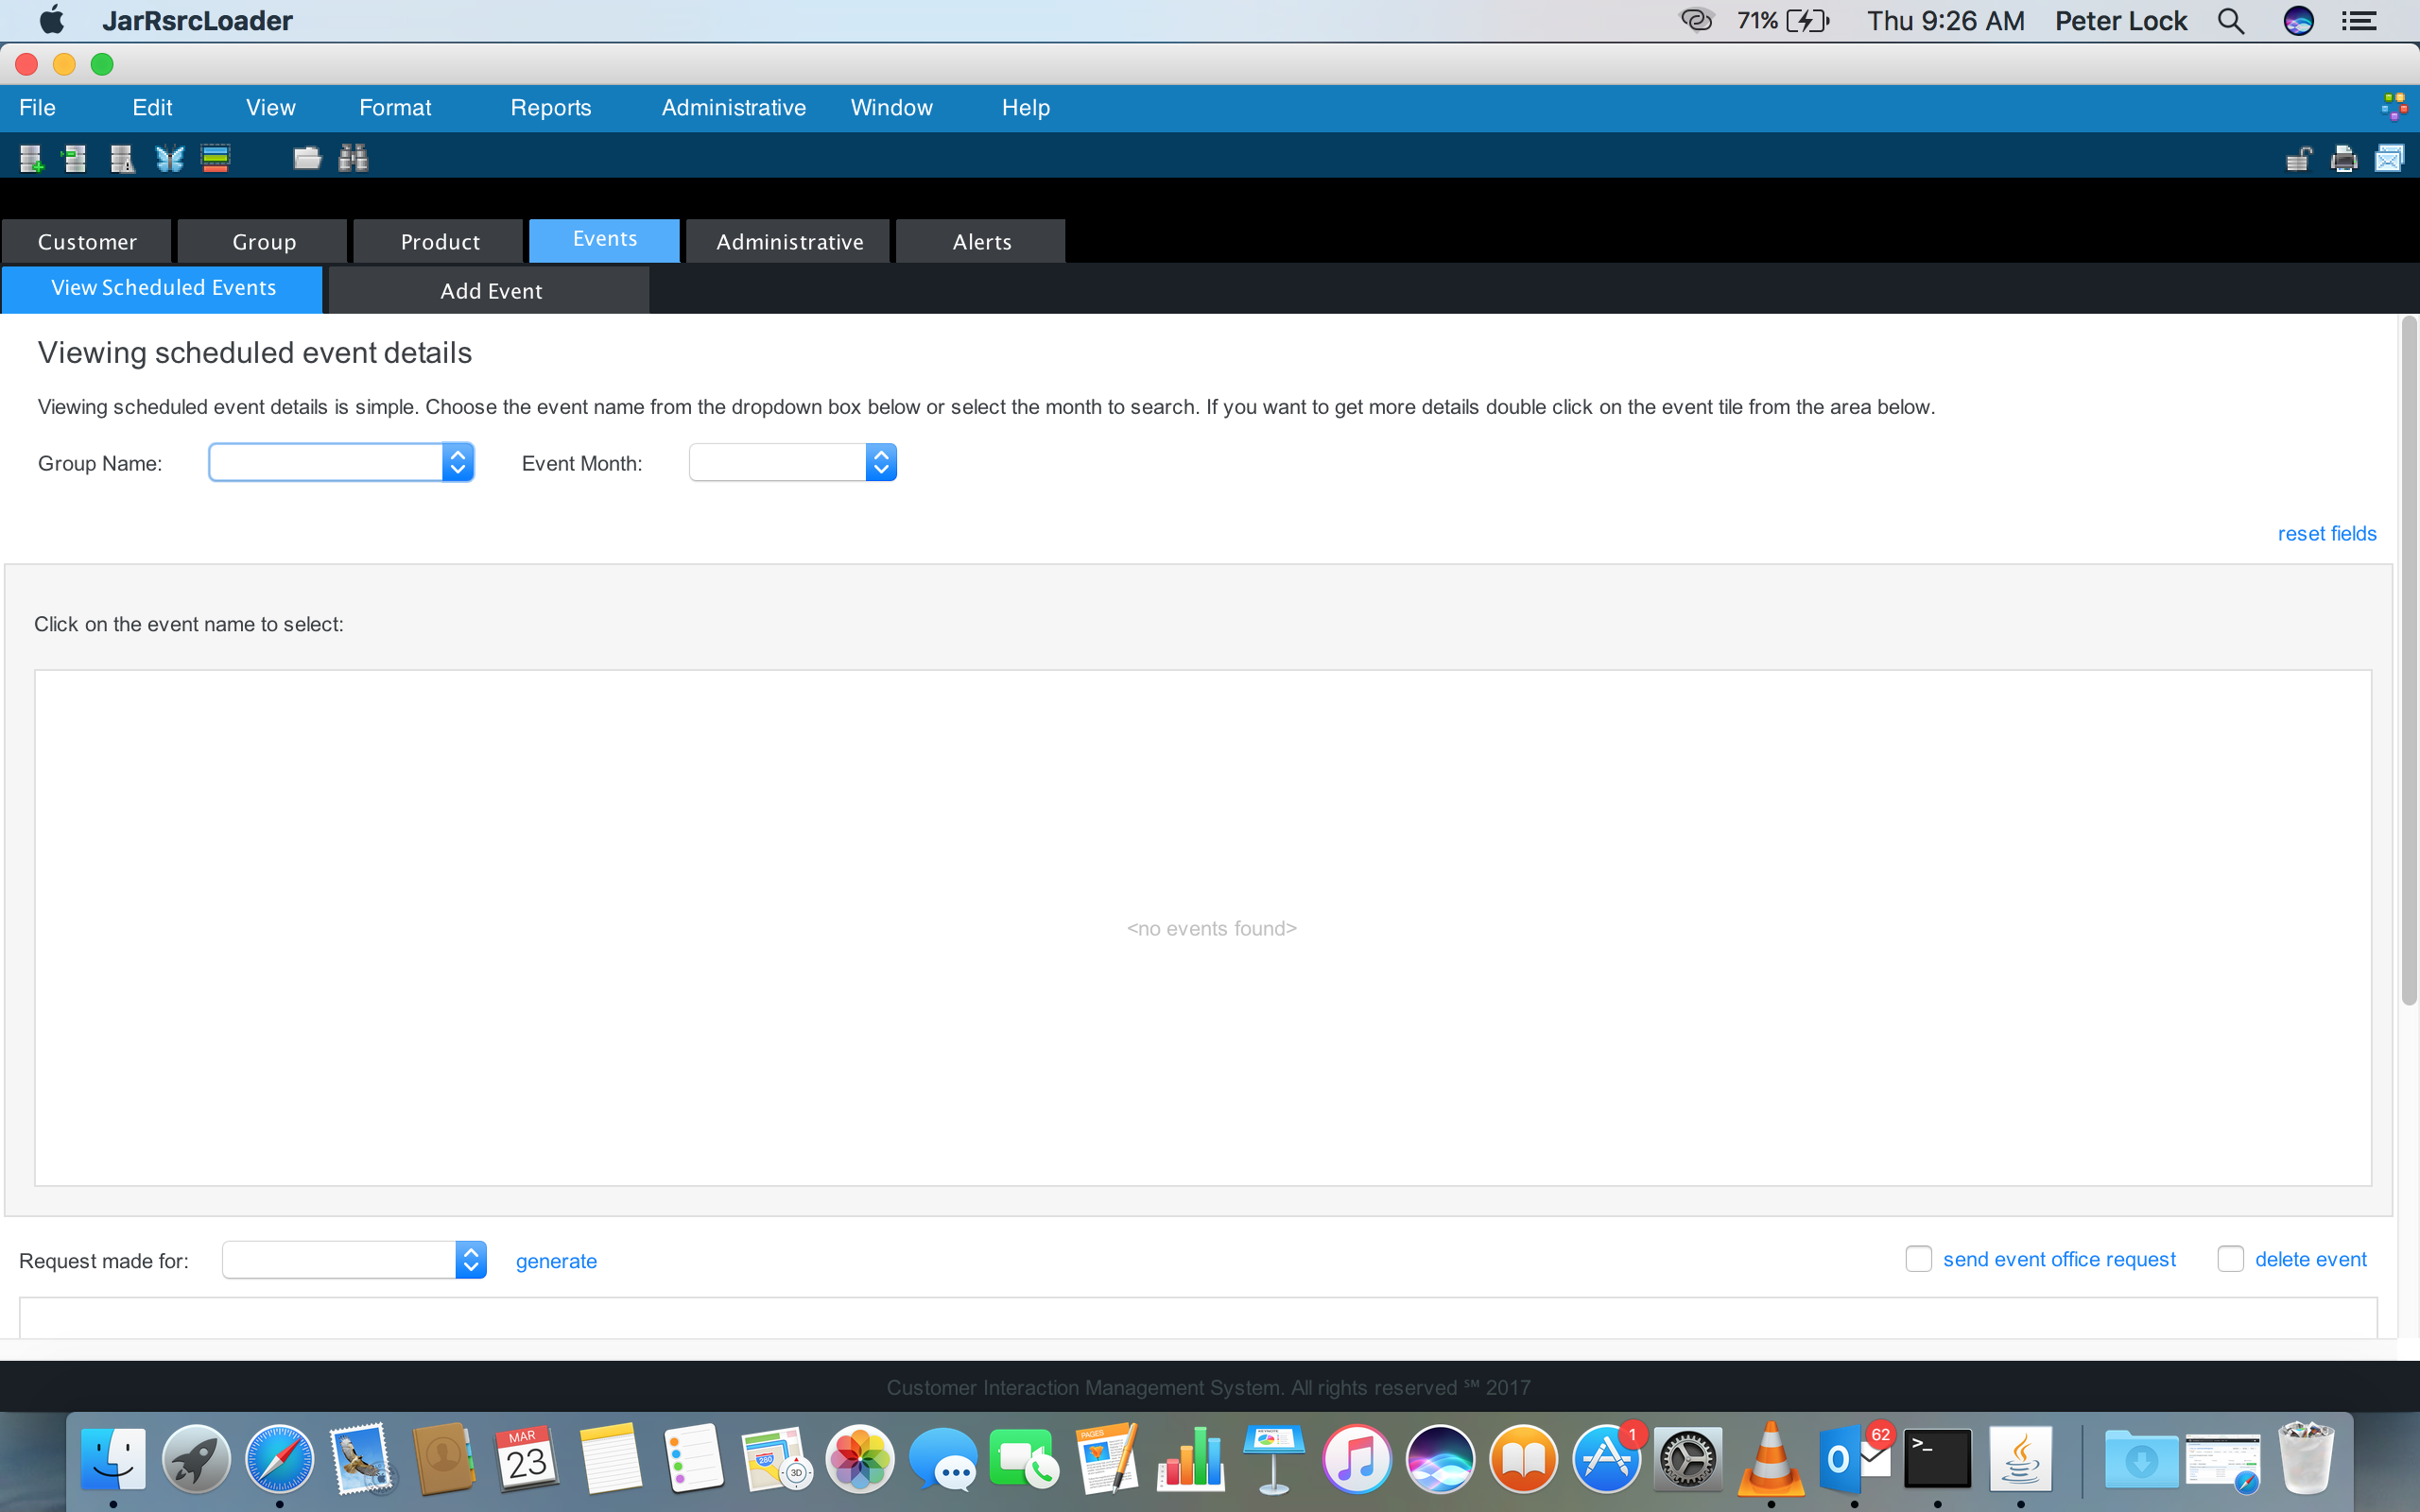 JarRsrcLoader 71% Thu 9:26 AM Peter Lock
File Edit View Format Reports Administrative Window Help
Customer Group Product Events Administrative Alerts
View Scheduled Events Add Event
Viewing scheduled event details
Viewing scheduled event details is simple. Choose the event name from the dropdown box below or select the month to search. If you want to get more details double click on the event tile from the area below.
Group Name: Event Month:
reset fields
Click on the event name to select:
<no events found>
Request made for: generate send event office request delete event
Customer Interaction Management System. All rights reserved ℠ 2017
MAR
23
PAGES
280
3D
1
O
62
>_